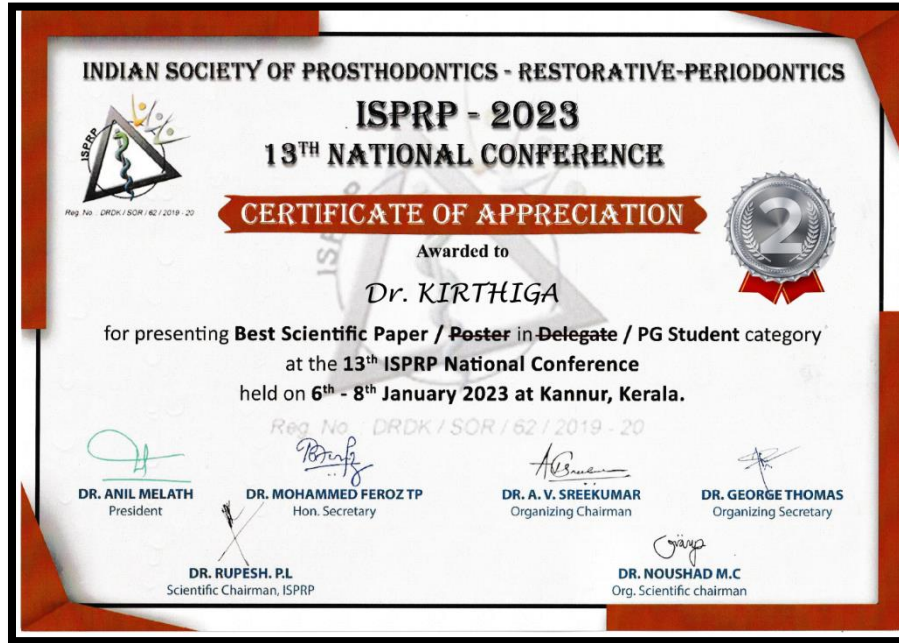 INDIAN SOCIETY OF PROSTHODONTICS - RESTORATIVE-PERIODONTICS
ISPRP - 2023
13TH NATIONAL CONFERENCE
ISPRP
Reg. No. : DRDK / SOR / 62 / 2019 - 20
CERTIFICATE OF APPRECIATION
2
Awarded to
Dr. KIRTHIGA
for presenting Best Scientific Paper / Poster in Delegate / PG Student category
at the 13th ISPRP National Conference
held on 6th - 8th January 2023 at Kannur, Kerala.
Reg. No. : DRDK / SOR / 62 / 2019 - 20
DR. ANIL MELATH
President
DR. MOHAMMED FEROZ TP
Hon. Secretary
DR. A. V. SREEKUMAR
Organizing Chairman
DR. GEORGE THOMAS
Organizing Secretary
DR. RUPESH. P.L
Scientific Chairman, ISPRP
DR. NOUSHAD M.C
Org. Scientific chairman